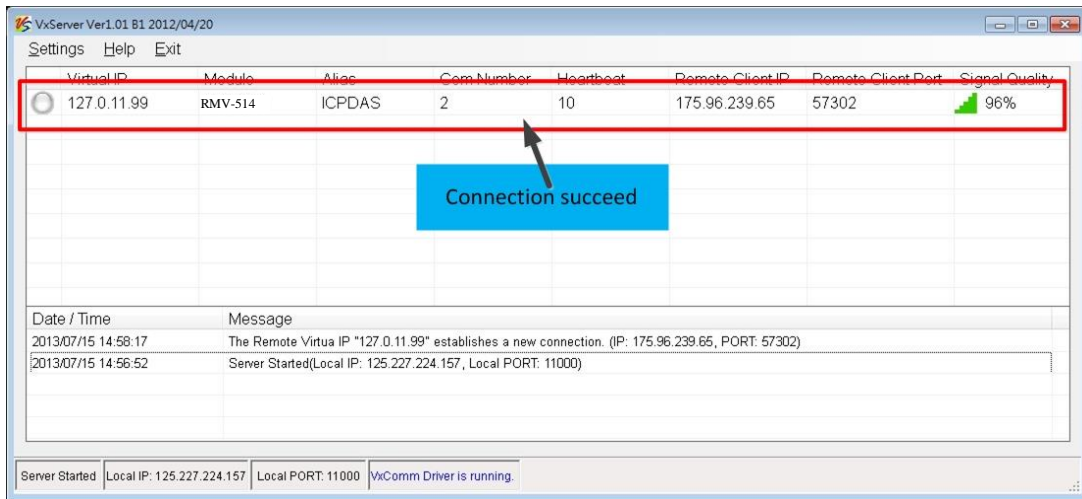 VxServer Ver1.01 B1 2012/04/20
Settings Help Exit
Virtual IP Module Alias Com Number Heartbeat Remote Client IP Remote Client Port Signal Quality
127.0.11.99 RMV-514 ICPDAS 2 10 175.96.239.65 57302 96%
Connection succeed
Date / Time Message
2013/07/15 14:58:17 The Remote Virtua IP "127.0.11.99" establishes a new connection. (IP: 175.96.239.65, PORT: 57302)
2013/07/15 14:56:52 Server Started(Local IP: 125.227.224.157, Local PORT: 11000)
Server Started Local IP: 125.227.224.157 Local PORT: 11000 VxComm Driver is running.